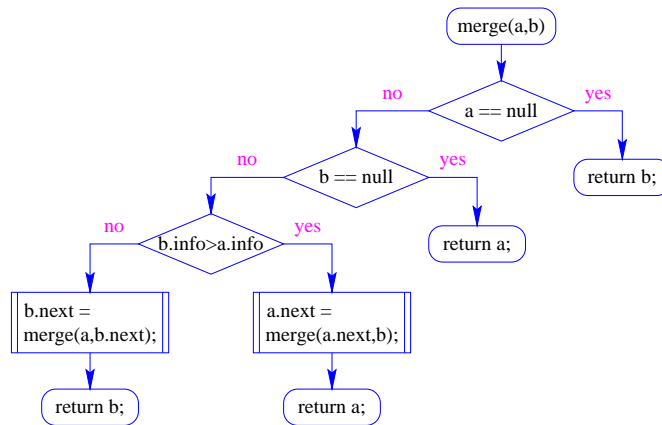 merge(a,b)
no
yes
a == null
no
yes
return b;
b == null
no
yes
return a;
b.info>a.info
b.next =
merge(a,b.next);
a.next =
merge(a.next,b);
return b;
return a;